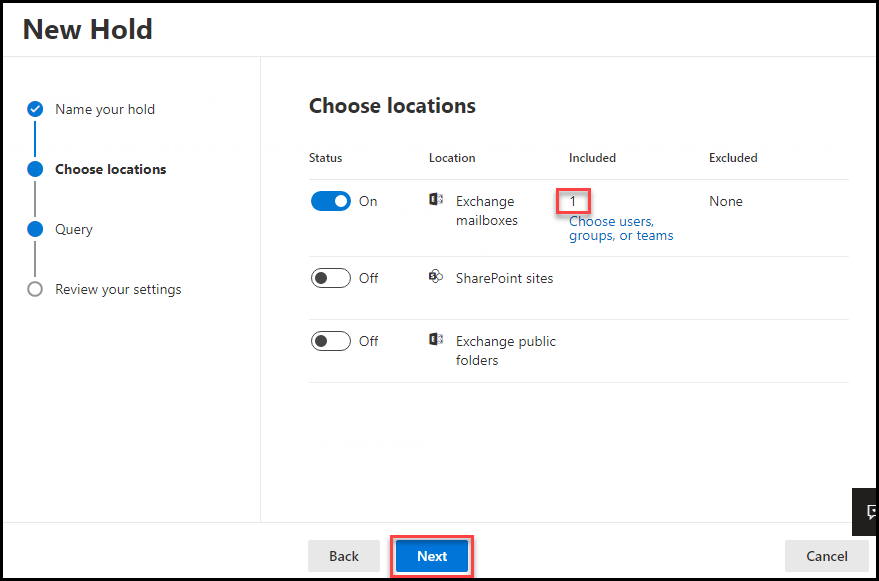 New Hold
Name your hold
Choose locations
Query
Review your settings
Choose locations
Status Location Included Excluded
On Exchange mailboxes 1 None
Choose users, groups, or teams
Off SharePoint sites
Off Exchange public folders
Back Next Cancel